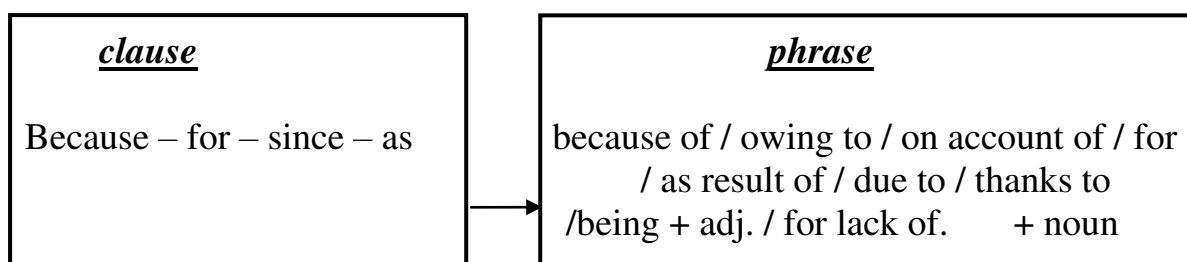 clause
Because – for – since – as
phrase
because of / owing to / on account of / for
/ as result of / due to / thanks to
/being + adj. / for lack of. + noun